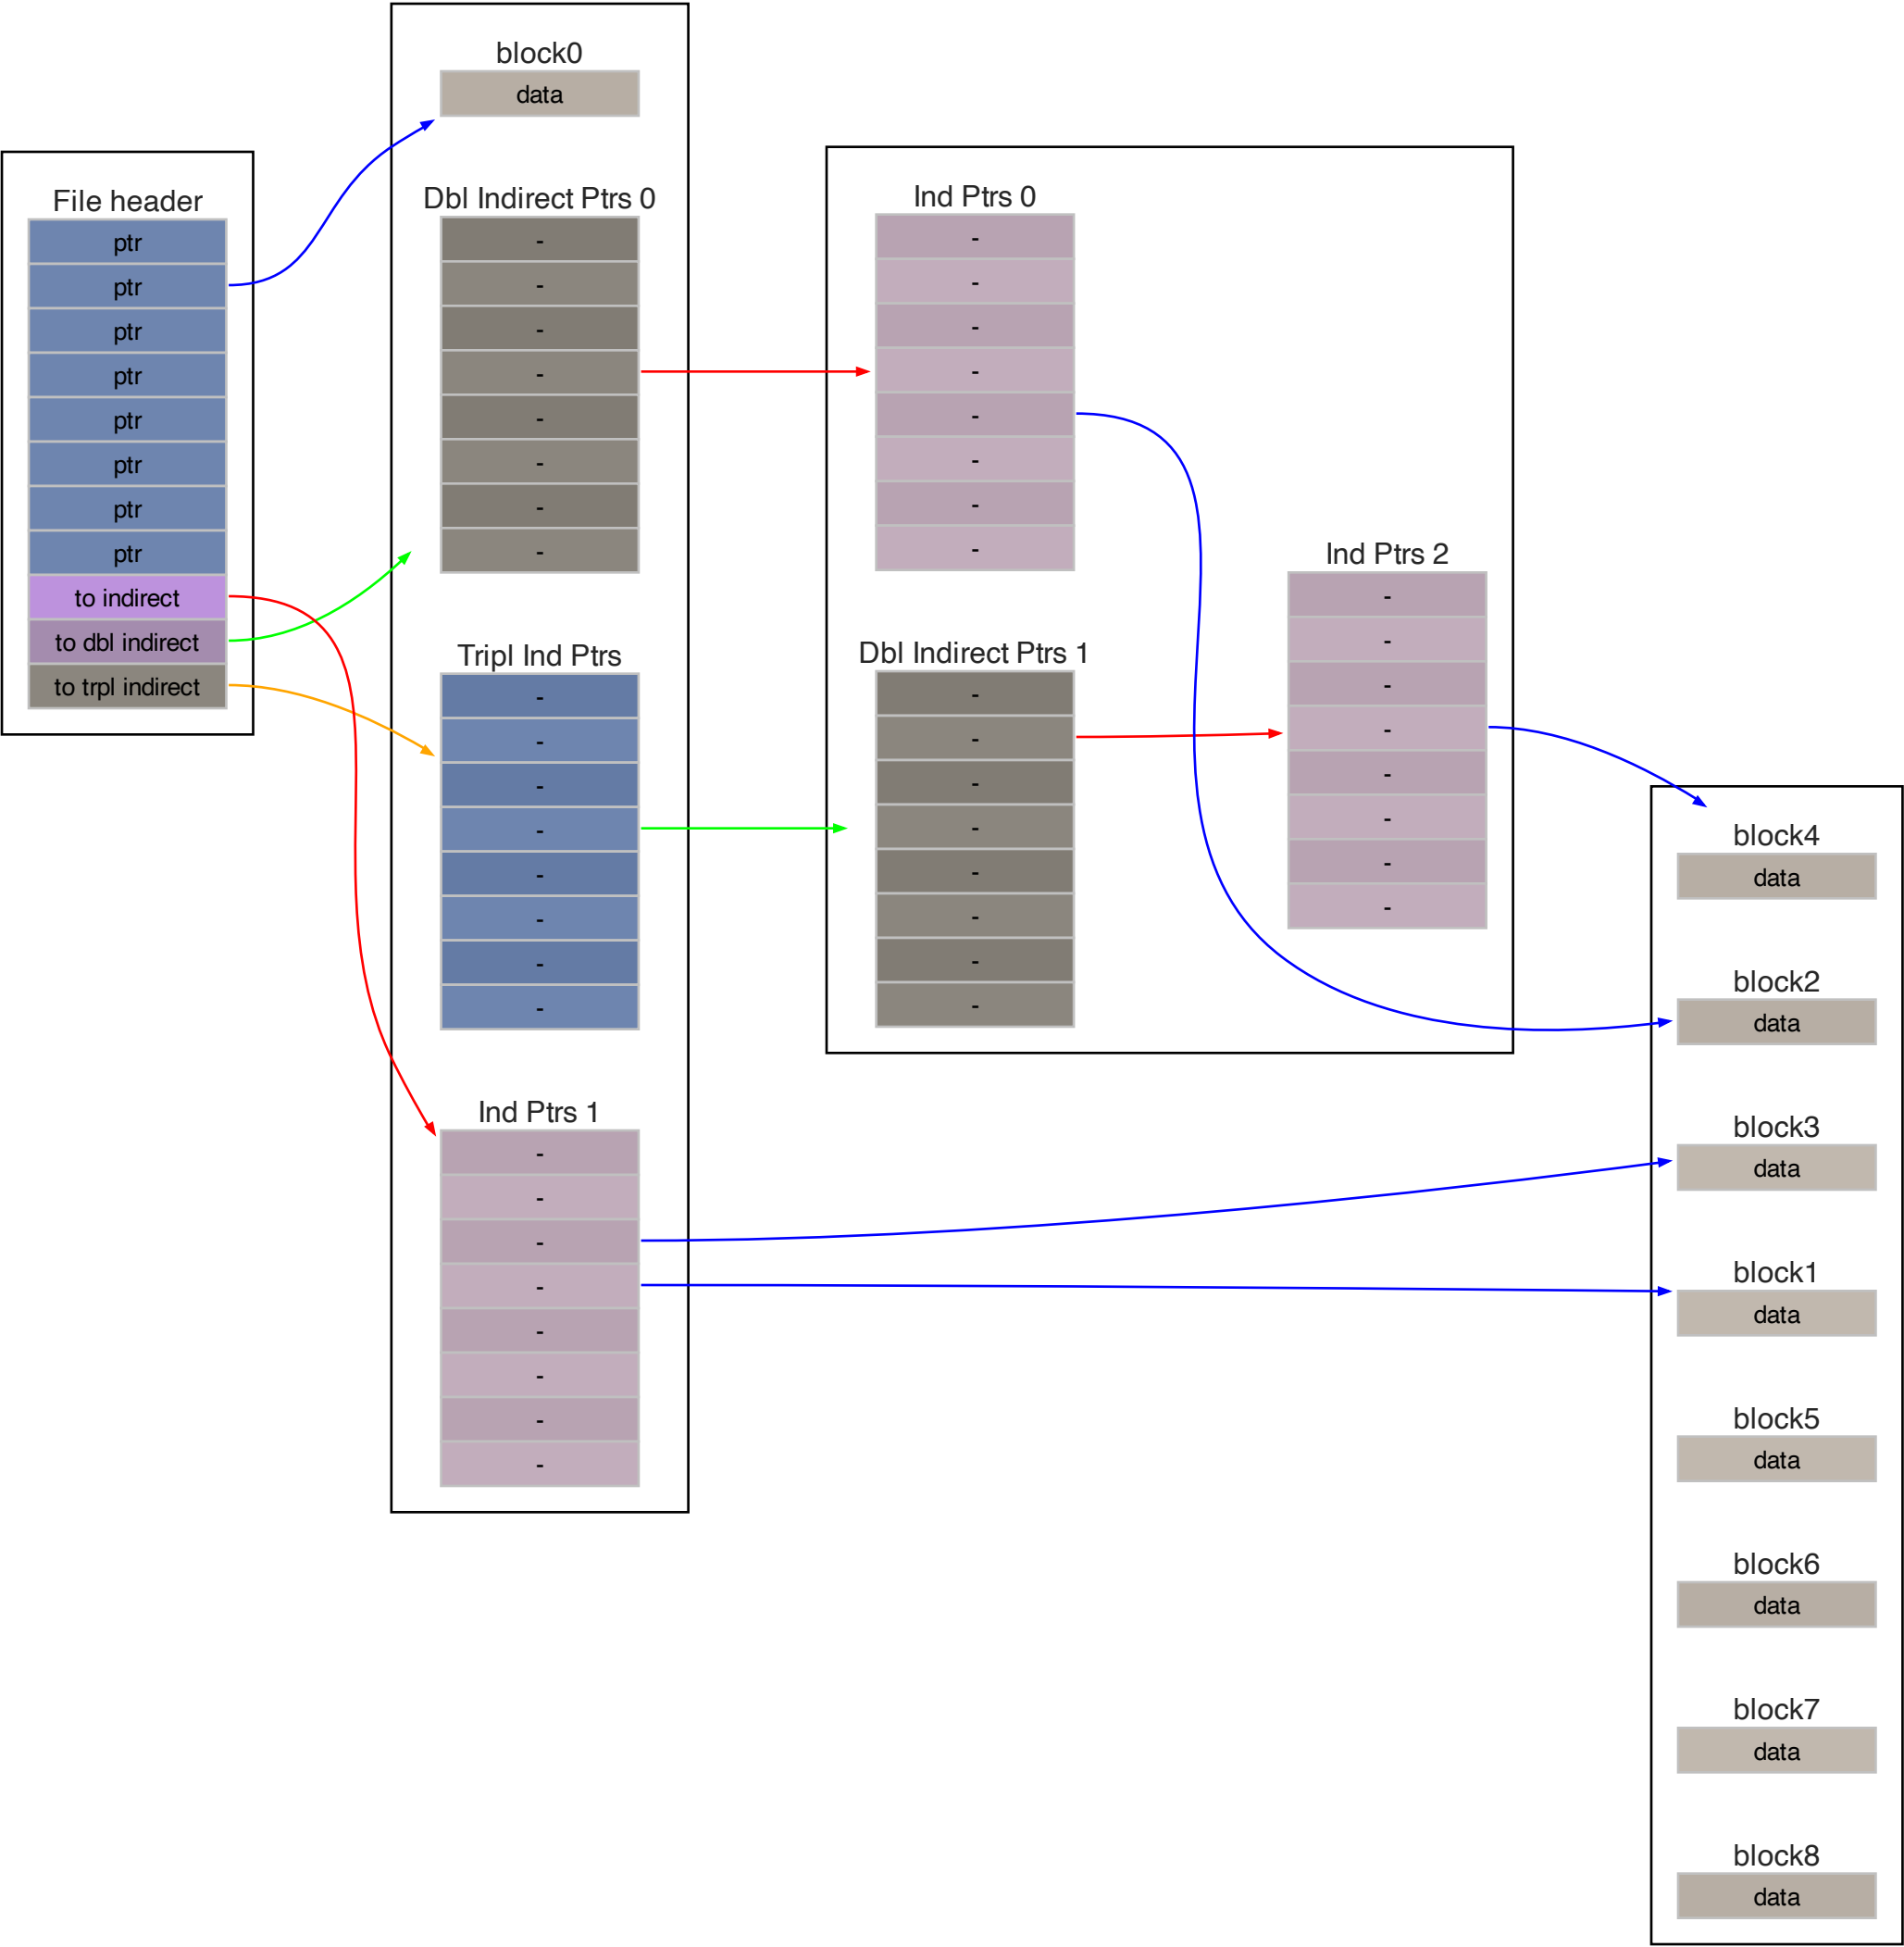 File header
ptr
ptr
ptr
ptr
ptr
ptr
ptr
ptr
to indirect
to dbl indirect
to trpl indirect
block0
data
Dbl Indirect Ptrs 0
-
-
-
-
-
-
-
-
Tripl Ind Ptrs
-
-
-
-
-
-
-
-
Ind Ptrs 1
-
-
-
-
-
-
-
-
Ind Ptrs 0
-
-
-
-
-
-
-
-
Dbl Indirect Ptrs 1
-
-
-
-
-
-
-
-
Ind Ptrs 2
-
-
-
-
-
-
-
-
block4
data
block2
data
block3
data
block1
data
block5
data
block6
data
block7
data
block8
data